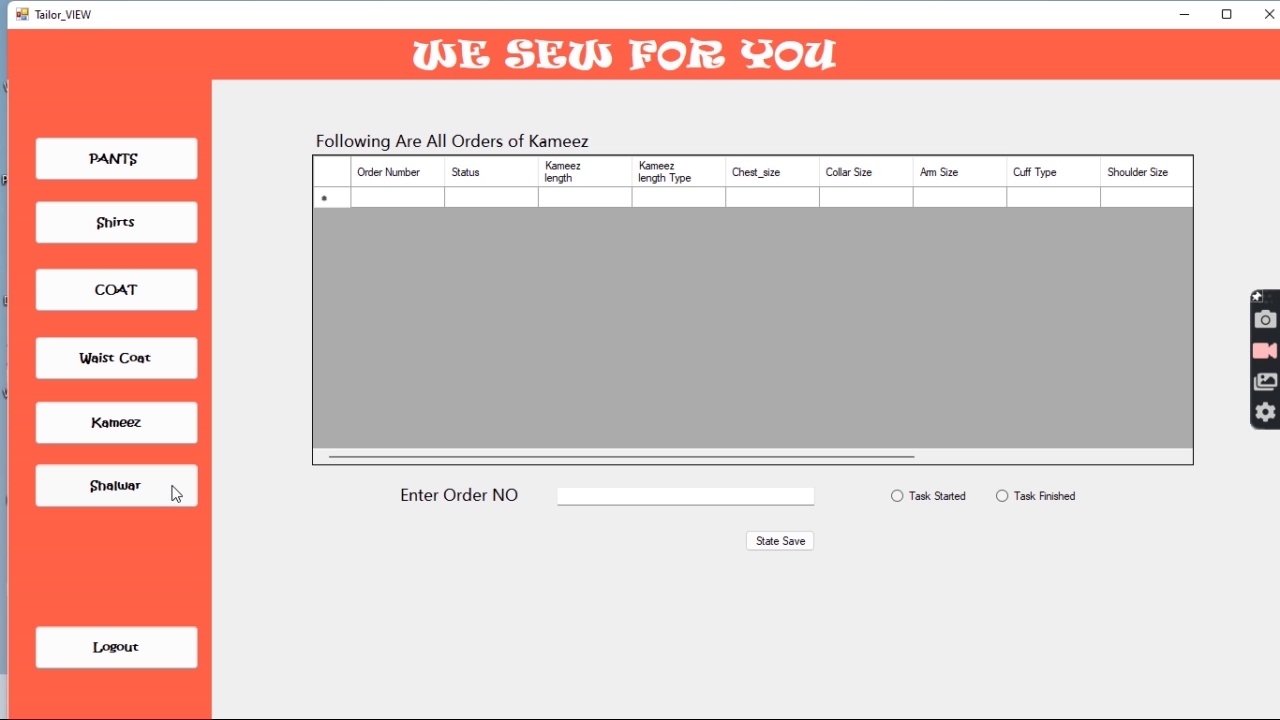 Tailor_VIEW
WE SEW FOR YOU
PANTS
Shirts
COAT
Waist Coat
Kameez
Shalwar
Logout
Following Are All Orders of Kameez
Order Number Status Kameez length Kameez length Type Chest_size Collar Size Arm Size Cuff Type Shoulder Size
Enter Order NO
Task Started Task Finished
State Save